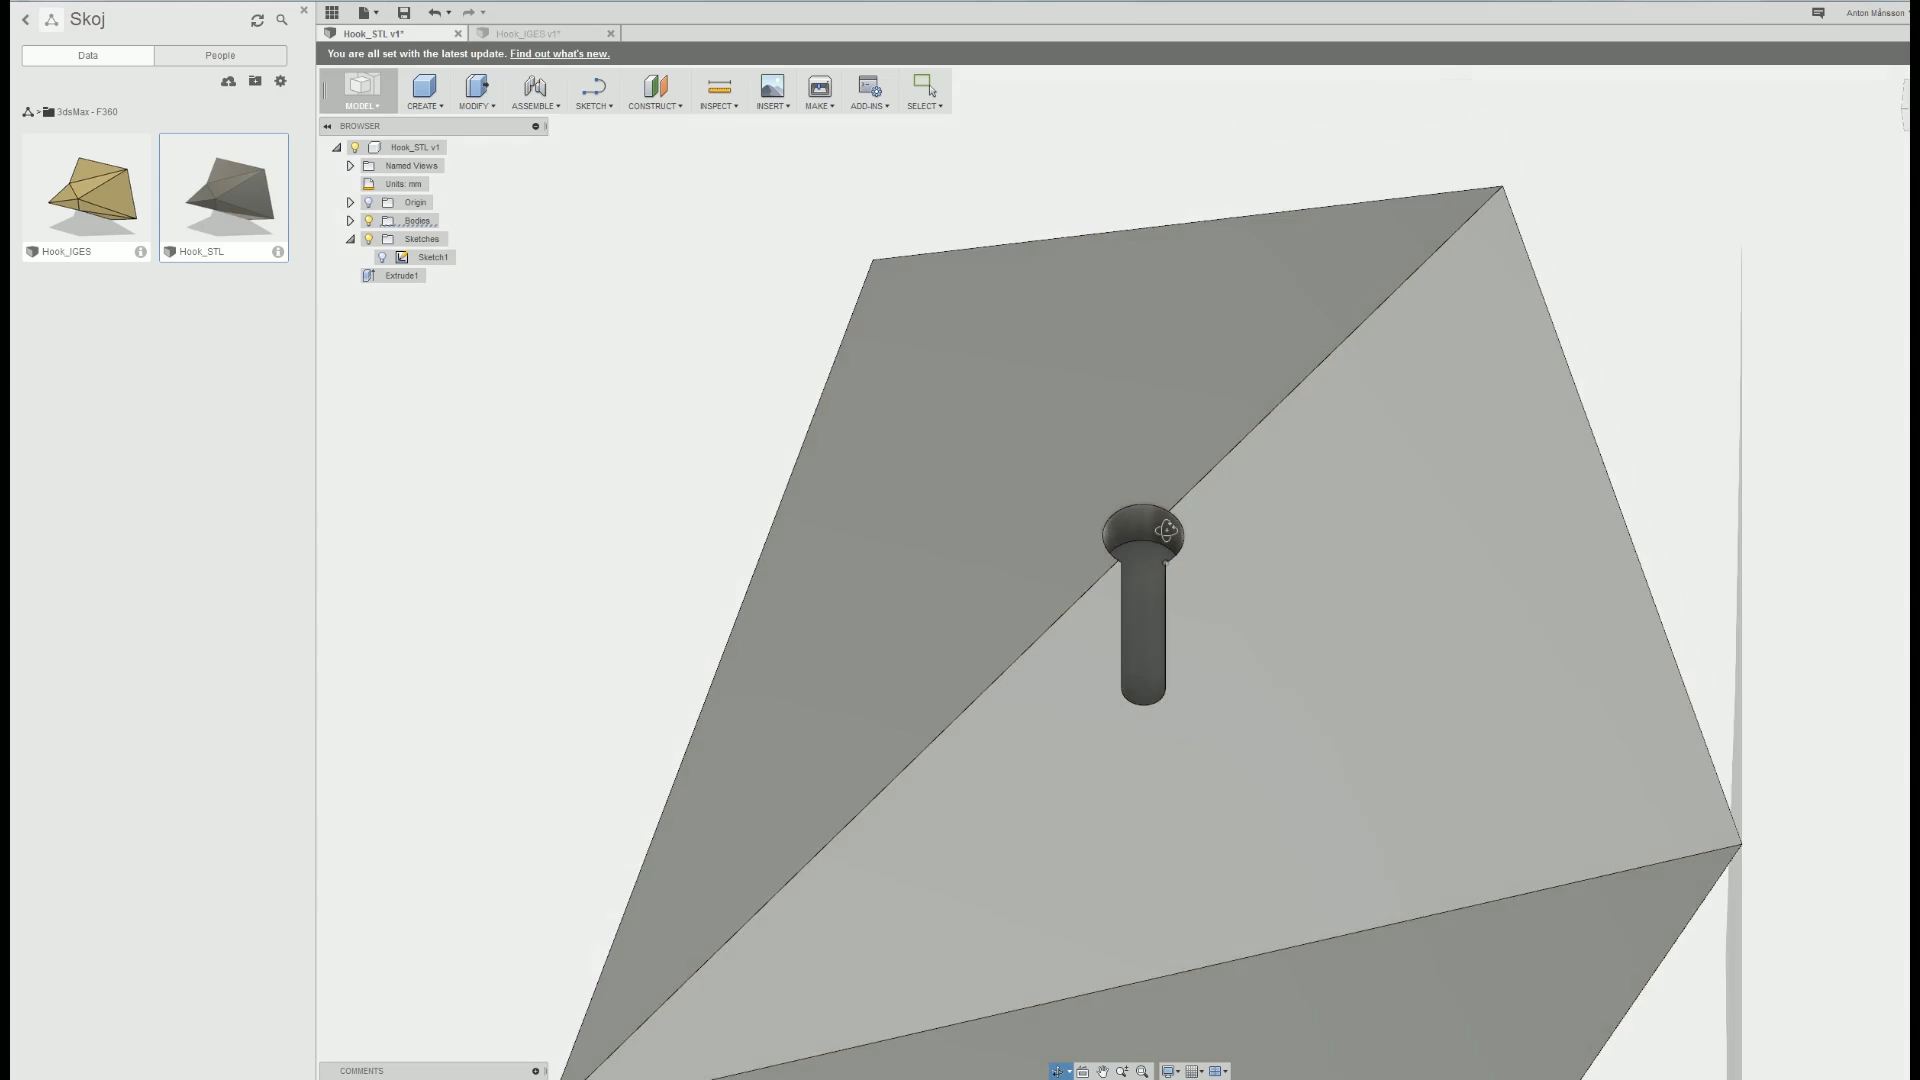 Skoj
Anton Månsson
Hook_STL v1*
Hook_IGES v1*
Data
People
You are all set with the latest update. Find out what's new.
MODEL
CREATE
MODIFY
ASSEMBLE
SKETCH
CONSTRUCT
INSPECT
INSERT
MAKE
ADD-INS
SELECT
3dsMax - F360
BROWSER
Hook_STL v1
Named Views
Units: mm
Origin
Bodies
Sketches
Sketch1
Extrude1
Hook_IGES
Hook_STL
COMMENTS